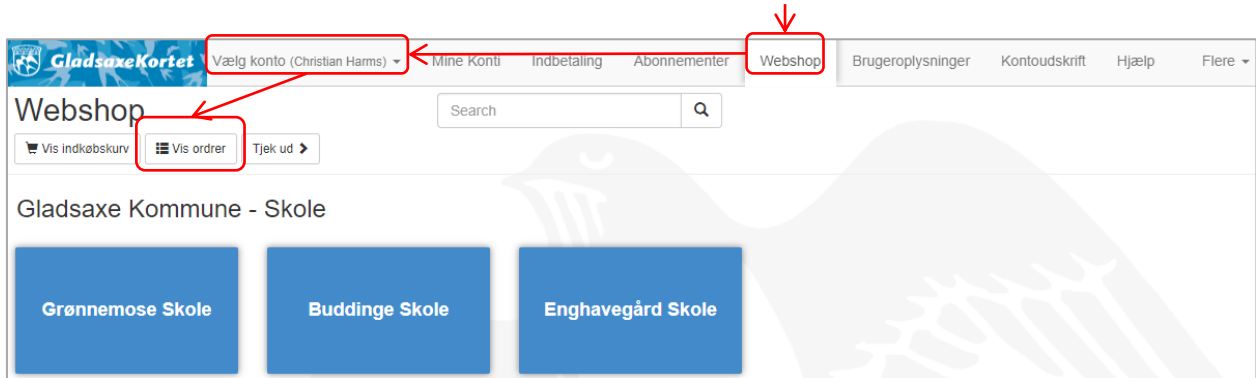 GladsaxeKortet Vælg konto (Christian Harms) Mine Konti Indbetaling Abonnementer Webshop Brugeroplysninger Kontoudskrift Hjælp Flere
Webshop Search
Vis indkøbskurv Vis ordrer Tjek ud
Gladsaxe Kommune - Skole
Grønnemose Skole Buddinge Skole Enghavegård Skole